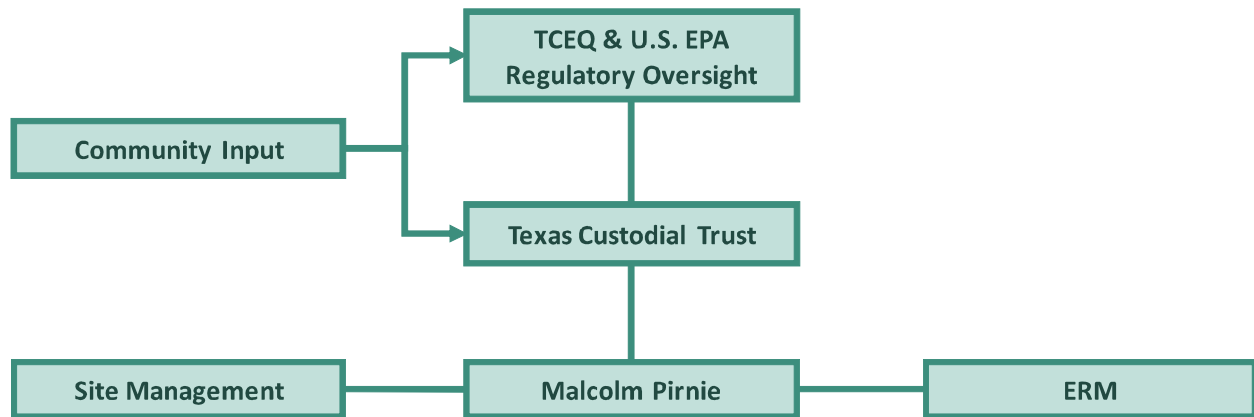 TCEQ & U.S. EPA
Regulatory Oversight
Community Input
Texas Custodial Trust
Site Management
Malcolm Pirnie
ERM